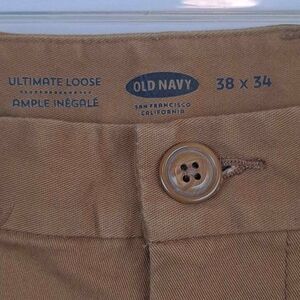 ULTIMATE LOOSE
AMPLE INÉGALÉ
OLD NAVY
SAN FRANCISCO
CALIFORNIA
38 x 34